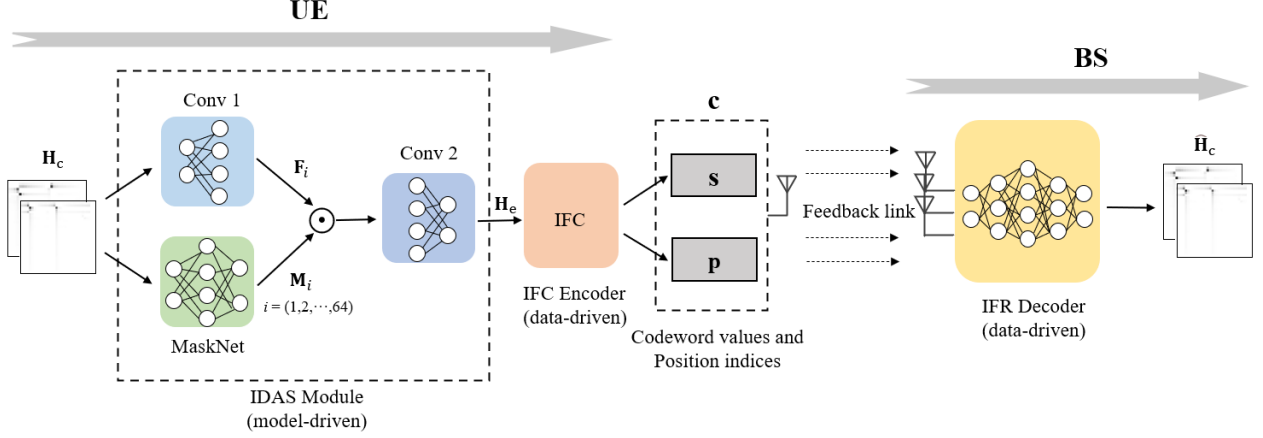 UE
BS
H_c
Conv 1
F_i
Conv 2
H_e
M_i
i = (1,2,⋯,64)
MaskNet
IDAS Module
(model-driven)
IFC
IFC Encoder
(data-driven)
c
s
p
Codeword values and
Position indices
Feedback link
IFR Decoder
(data-driven)
Ĥ_c